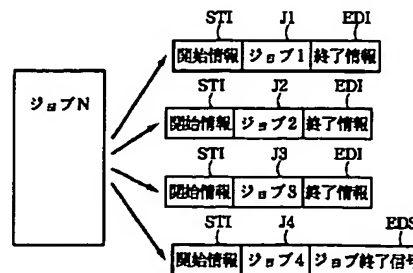 STI J1 EDI
開始情報 ジョブ1 終了情報
ジョブN
STI J2 EDI
開始情報 ジョブ2 終了情報
STI J3 EDI
開始情報 ジョブ3 終了情報
STI J4 EDS
開始情報 ジョブ4 ジョブ終了信号